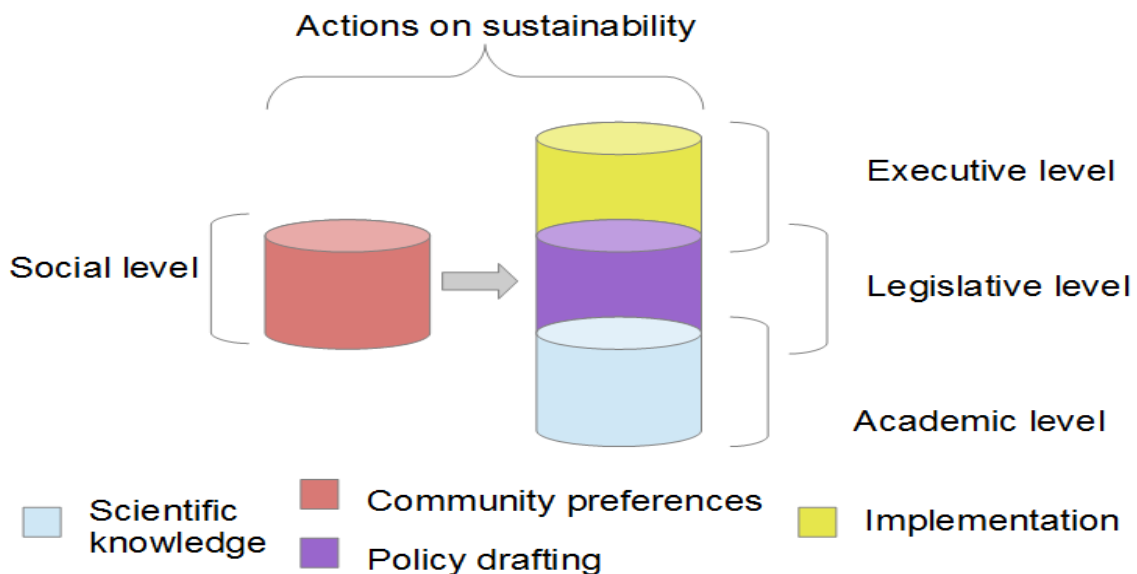 Actions on sustainability
Executive level
Social level
Legislative level
Academic level
Scientific
knowledge
Community preferences
Policy drafting
Implementation